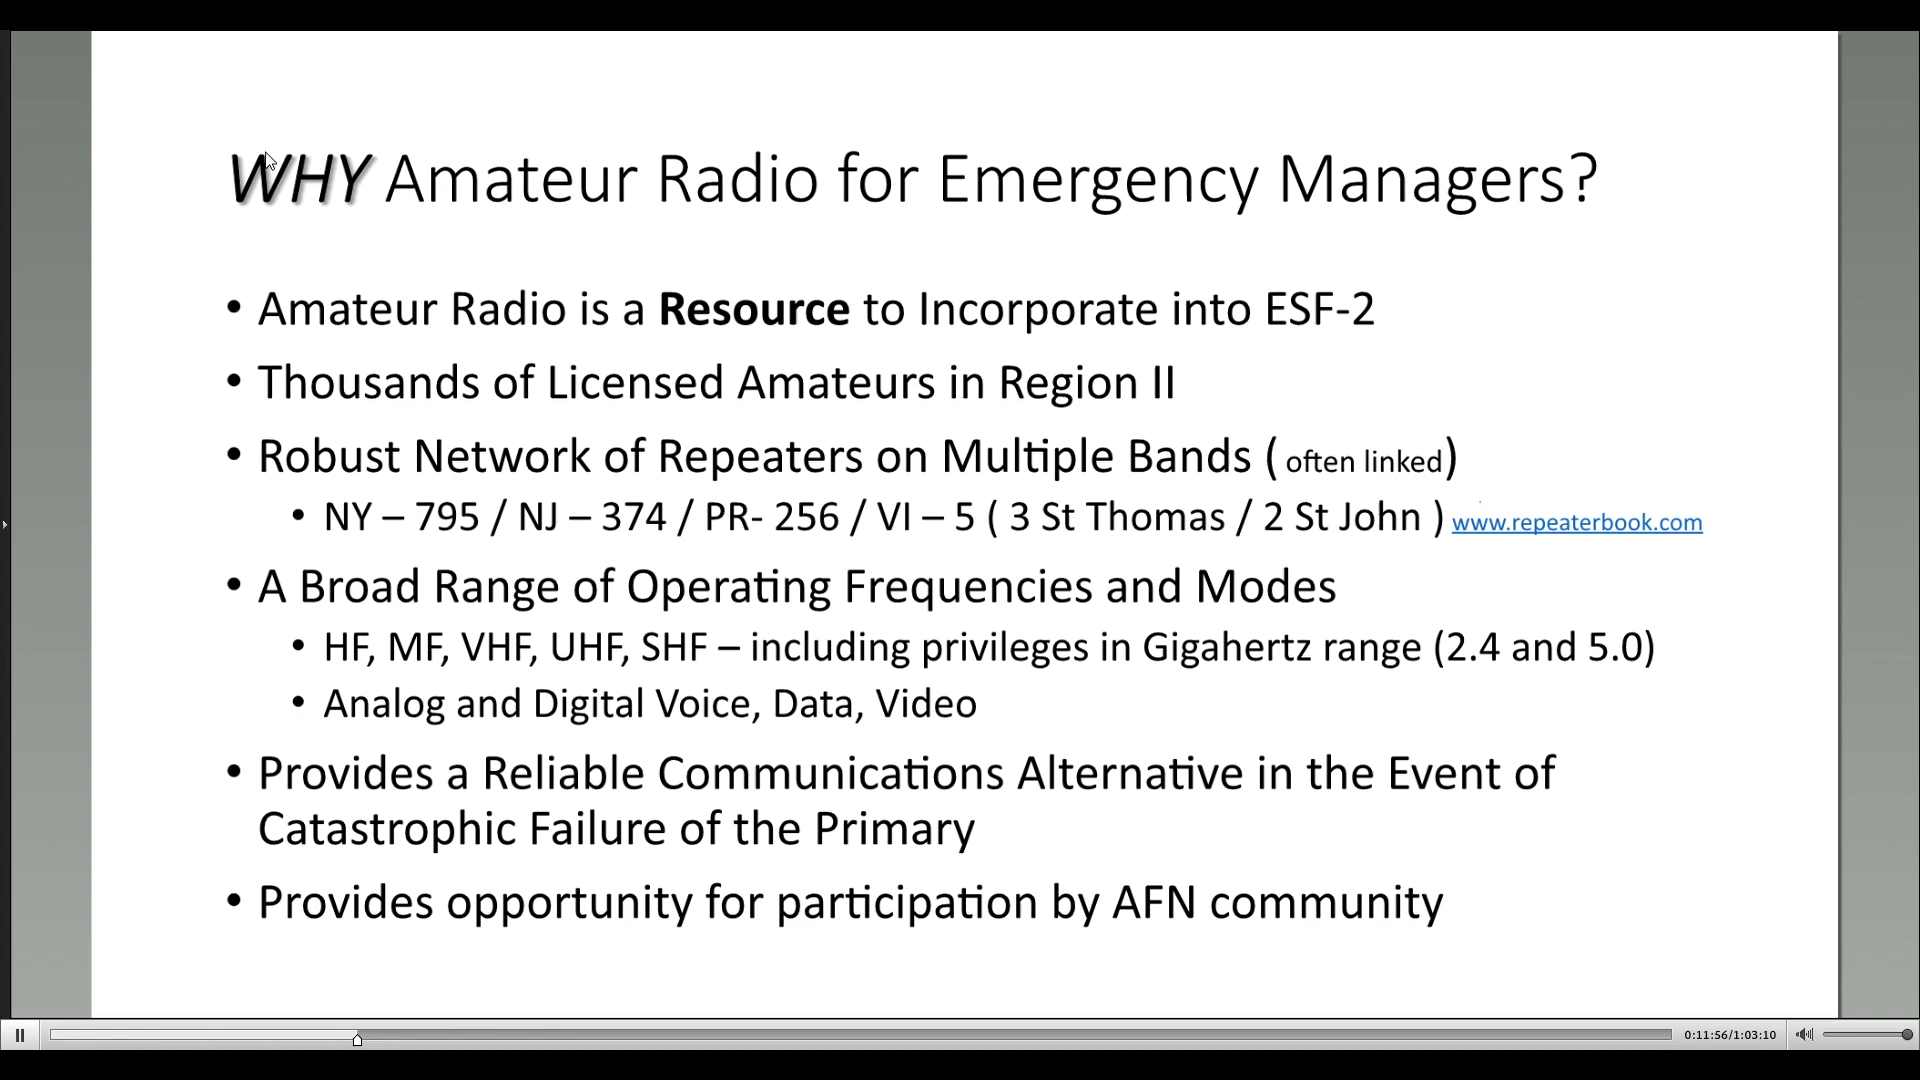 WHY Amateur Radio for Emergency Managers?
• Amateur Radio is a Resource to Incorporate into ESF-2
• Thousands of Licensed Amateurs in Region II
• Robust Network of Repeaters on Multiple Bands ( often linked)
• NY – 795 / NJ – 374 / PR- 256 / VI – 5 ( 3 St Thomas / 2 St John ) www.repeaterbook.com
• A Broad Range of Operating Frequencies and Modes
• HF, MF, VHF, UHF, SHF – including privileges in Gigahertz range (2.4 and 5.0)
• Analog and Digital Voice, Data, Video
• Provides a Reliable Communications Alternative in the Event of
Catastrophic Failure of the Primary
• Provides opportunity for participation by AFN community
0:11:56/1:03:10